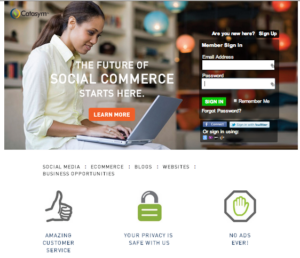 Catasym
Are you new here? Sign Up
Member Sign In
Email Address
Password
SIGN IN Remember Me
Forgot Password?
Or sign in using:
THE FUTURE OF
SOCIAL COMMERCE
STARTS HERE.
LEARN MORE
SOCIAL MEDIA | ECOMMERCE | BLOGS | WEBSITES |
BUSINESS OPPORTUNITIES
AMAZING
CUSTOMER
SERVICE
YOUR PRIVACY IS
SAFE WITH US
NO ADS
EVER!